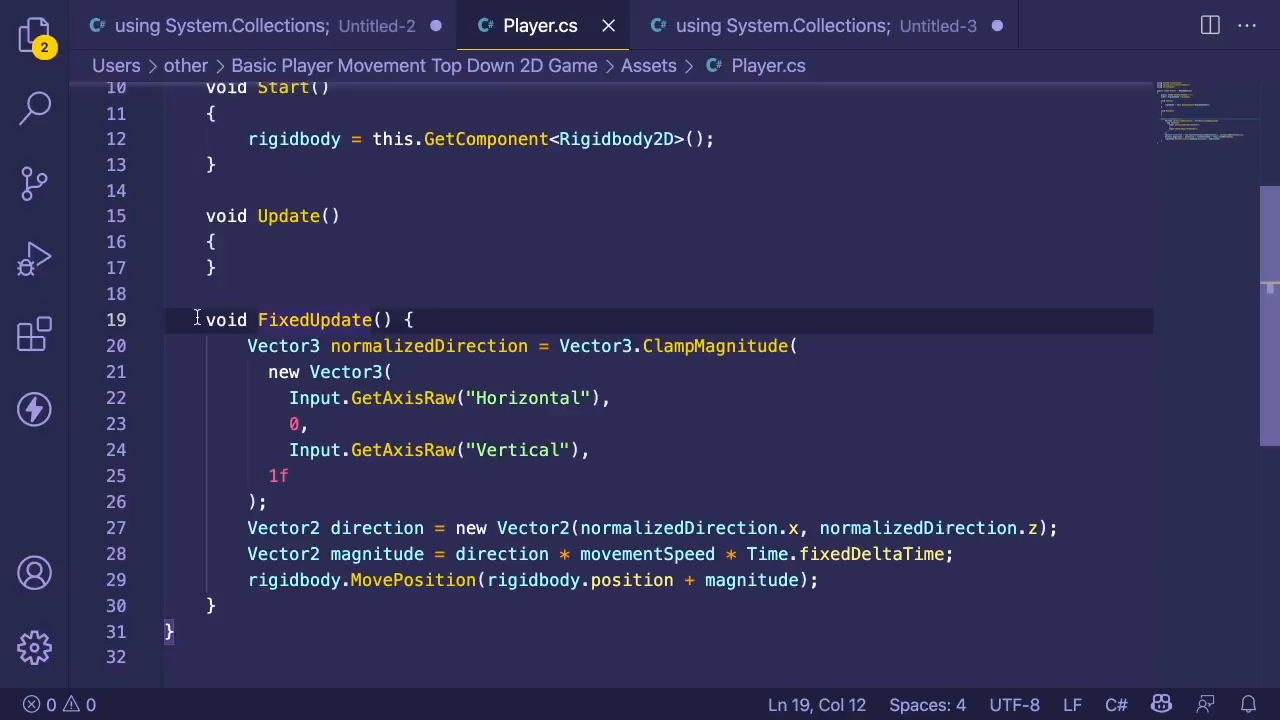 using System.Collections; Untitled-2
Player.cs
using System.Collections; Untitled-3
2
Users > other > Basic Player Movement Top Down 2D Game > Assets > Player.cs
10 void Start()
11 {
12 rigidbody = this.GetComponent<Rigidbody2D>();
13 }
14
15 void Update()
16 {
17 }
18
19 void FixedUpdate() {
20 Vector3 normalizedDirection = Vector3.ClampMagnitude(
21 new Vector3(
22 Input.GetAxisRaw("Horizontal"),
23 0,
24 Input.GetAxisRaw("Vertical"),
25 1f
26 );
27 Vector2 direction = new Vector2(normalizedDirection.x, normalizedDirection.z);
28 Vector2 magnitude = direction * movementSpeed * Time.fixedDeltaTime;
29 rigidbody.MovePosition(rigidbody.position + magnitude);
30 }
31 }
32
0 0 Ln 19, Col 12 Spaces: 4 UTF-8 LF C#